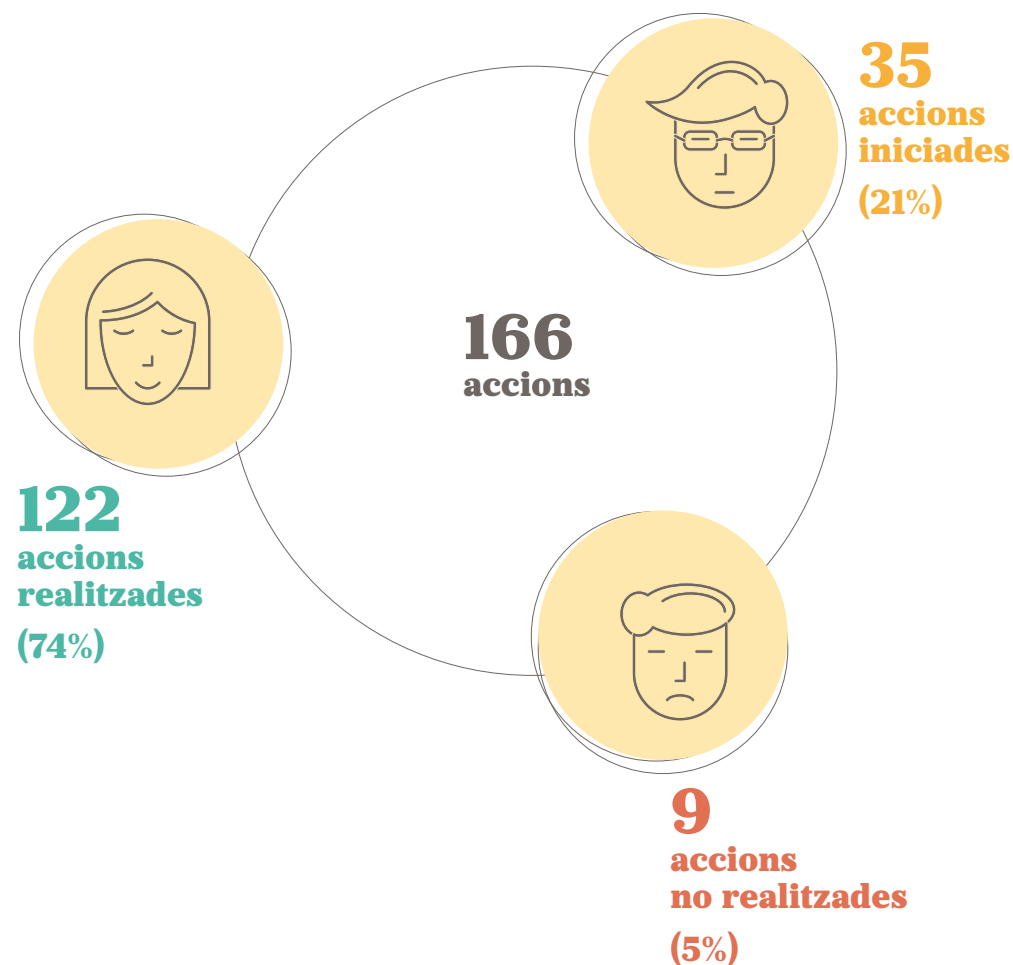 35
accions
iniciades
(21%)
166
accions
122
accions
realitzades
(74%)
9
accions
no realitzades
(5%)